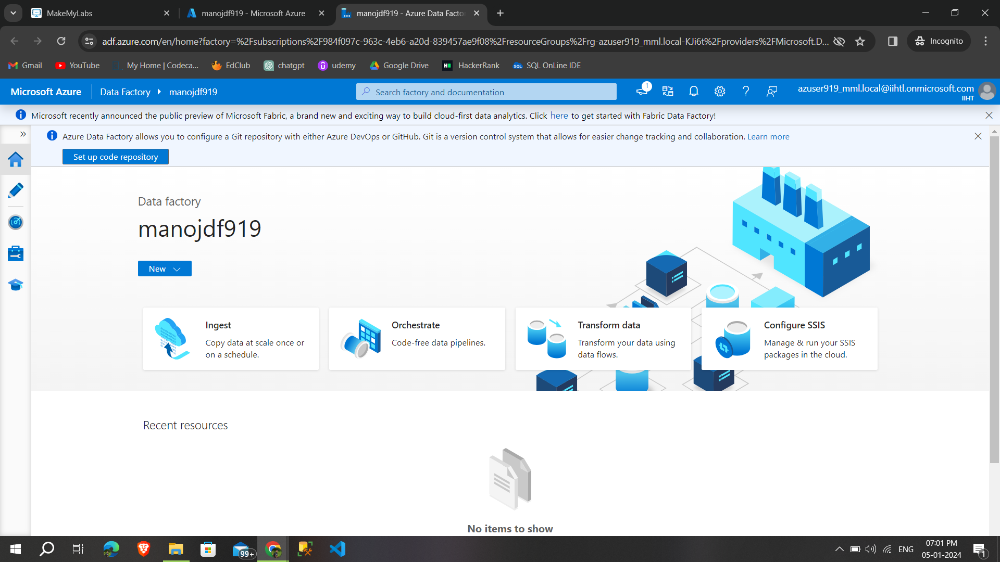 MakeMyLabs
manojdf919 - Microsoft Azure
manojdf919 - Azure Data Facto
adf.azure.com/en/home?factory=%2Fsubscriptions%2F984f097c-963c-4eb6-a20d-839457ae9f08%2FresourceGroups%2Frg-azuser919_mml.local-KJi6t%2Fproviders%2FMicrosoft.D...
Incognito
Gmail
YouTube
My Home | Codeca...
EdClub
chatgpt
udemy
Google Drive
HackerRank
SQL OnLine IDE
Microsoft Azure
Data Factory
manojdf919
Search factory and documentation
1
azuser919_mml.local@iihtl.onmicrosoft.com
IIHT
Microsoft recently announced the public preview of Microsoft Fabric, a brand new and exciting way to build cloud-first data analytics. Click here to get started with Fabric Data Factory!
Azure Data Factory allows you to configure a Git repository with either Azure DevOps or GitHub. Git is a version control system that allows for easier change tracking and collaboration. Learn more
Set up code repository
Data factory
manojdf919
New
Ingest
Copy data at scale once or
on a schedule.
Orchestrate
Code-free data pipelines.
Transform data
Transform your data using
data flows.
Configure SSIS
Manage & run your SSIS
packages in the cloud.
Recent resources
No items to show
99+
ENG
07:01 PM
05-01-2024
1